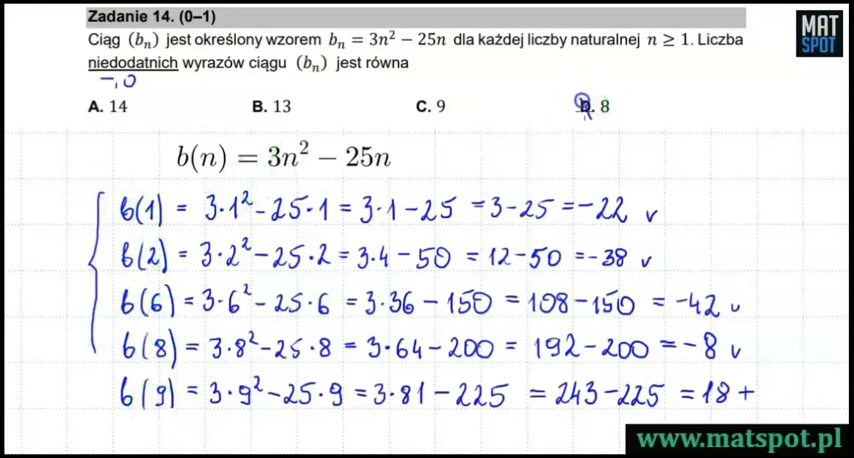 Zadanie 14. (0–1)
MAT
SPOT
Ciąg (bₙ) jest określony wzorem bₙ = 3n² − 25n dla każdej liczby naturalnej n ≥ 1. Liczba
niedodatnich wyrazów ciągu (bₙ) jest równa
−, 0
A. 14 B. 13 C. 9 D. 8
b(n) = 3n² − 25n
b(1) = 3·1² − 25·1 = 3·1 − 25 = 3 − 25 = −22 v
b(2) = 3·2² − 25·2 = 3·4 − 50 = 12 − 50 = −38 v
b(6) = 3·6² − 25·6 = 3·36 − 150 = 108 − 150 = −42 v
b(8) = 3·8² − 25·8 = 3·64 − 200 = 192 − 200 = −8 v
b(9) = 3·9² − 25·9 = 3·81 − 225 = 243 − 225 = 18 +
www.matspot.pl